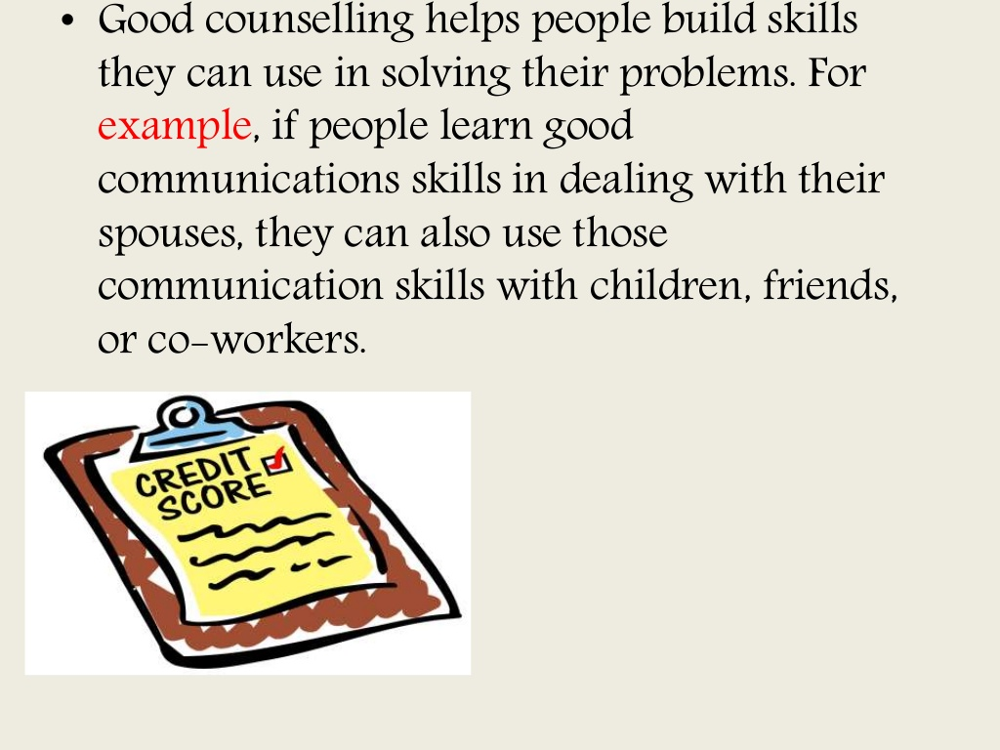 • Good counselling helps people build skills
they can use in solving their problems. For
example, if people learn good
communications skills in dealing with their
spouses, they can also use those
communication skills with children, friends,
or co-workers.
CREDIT
SCORE